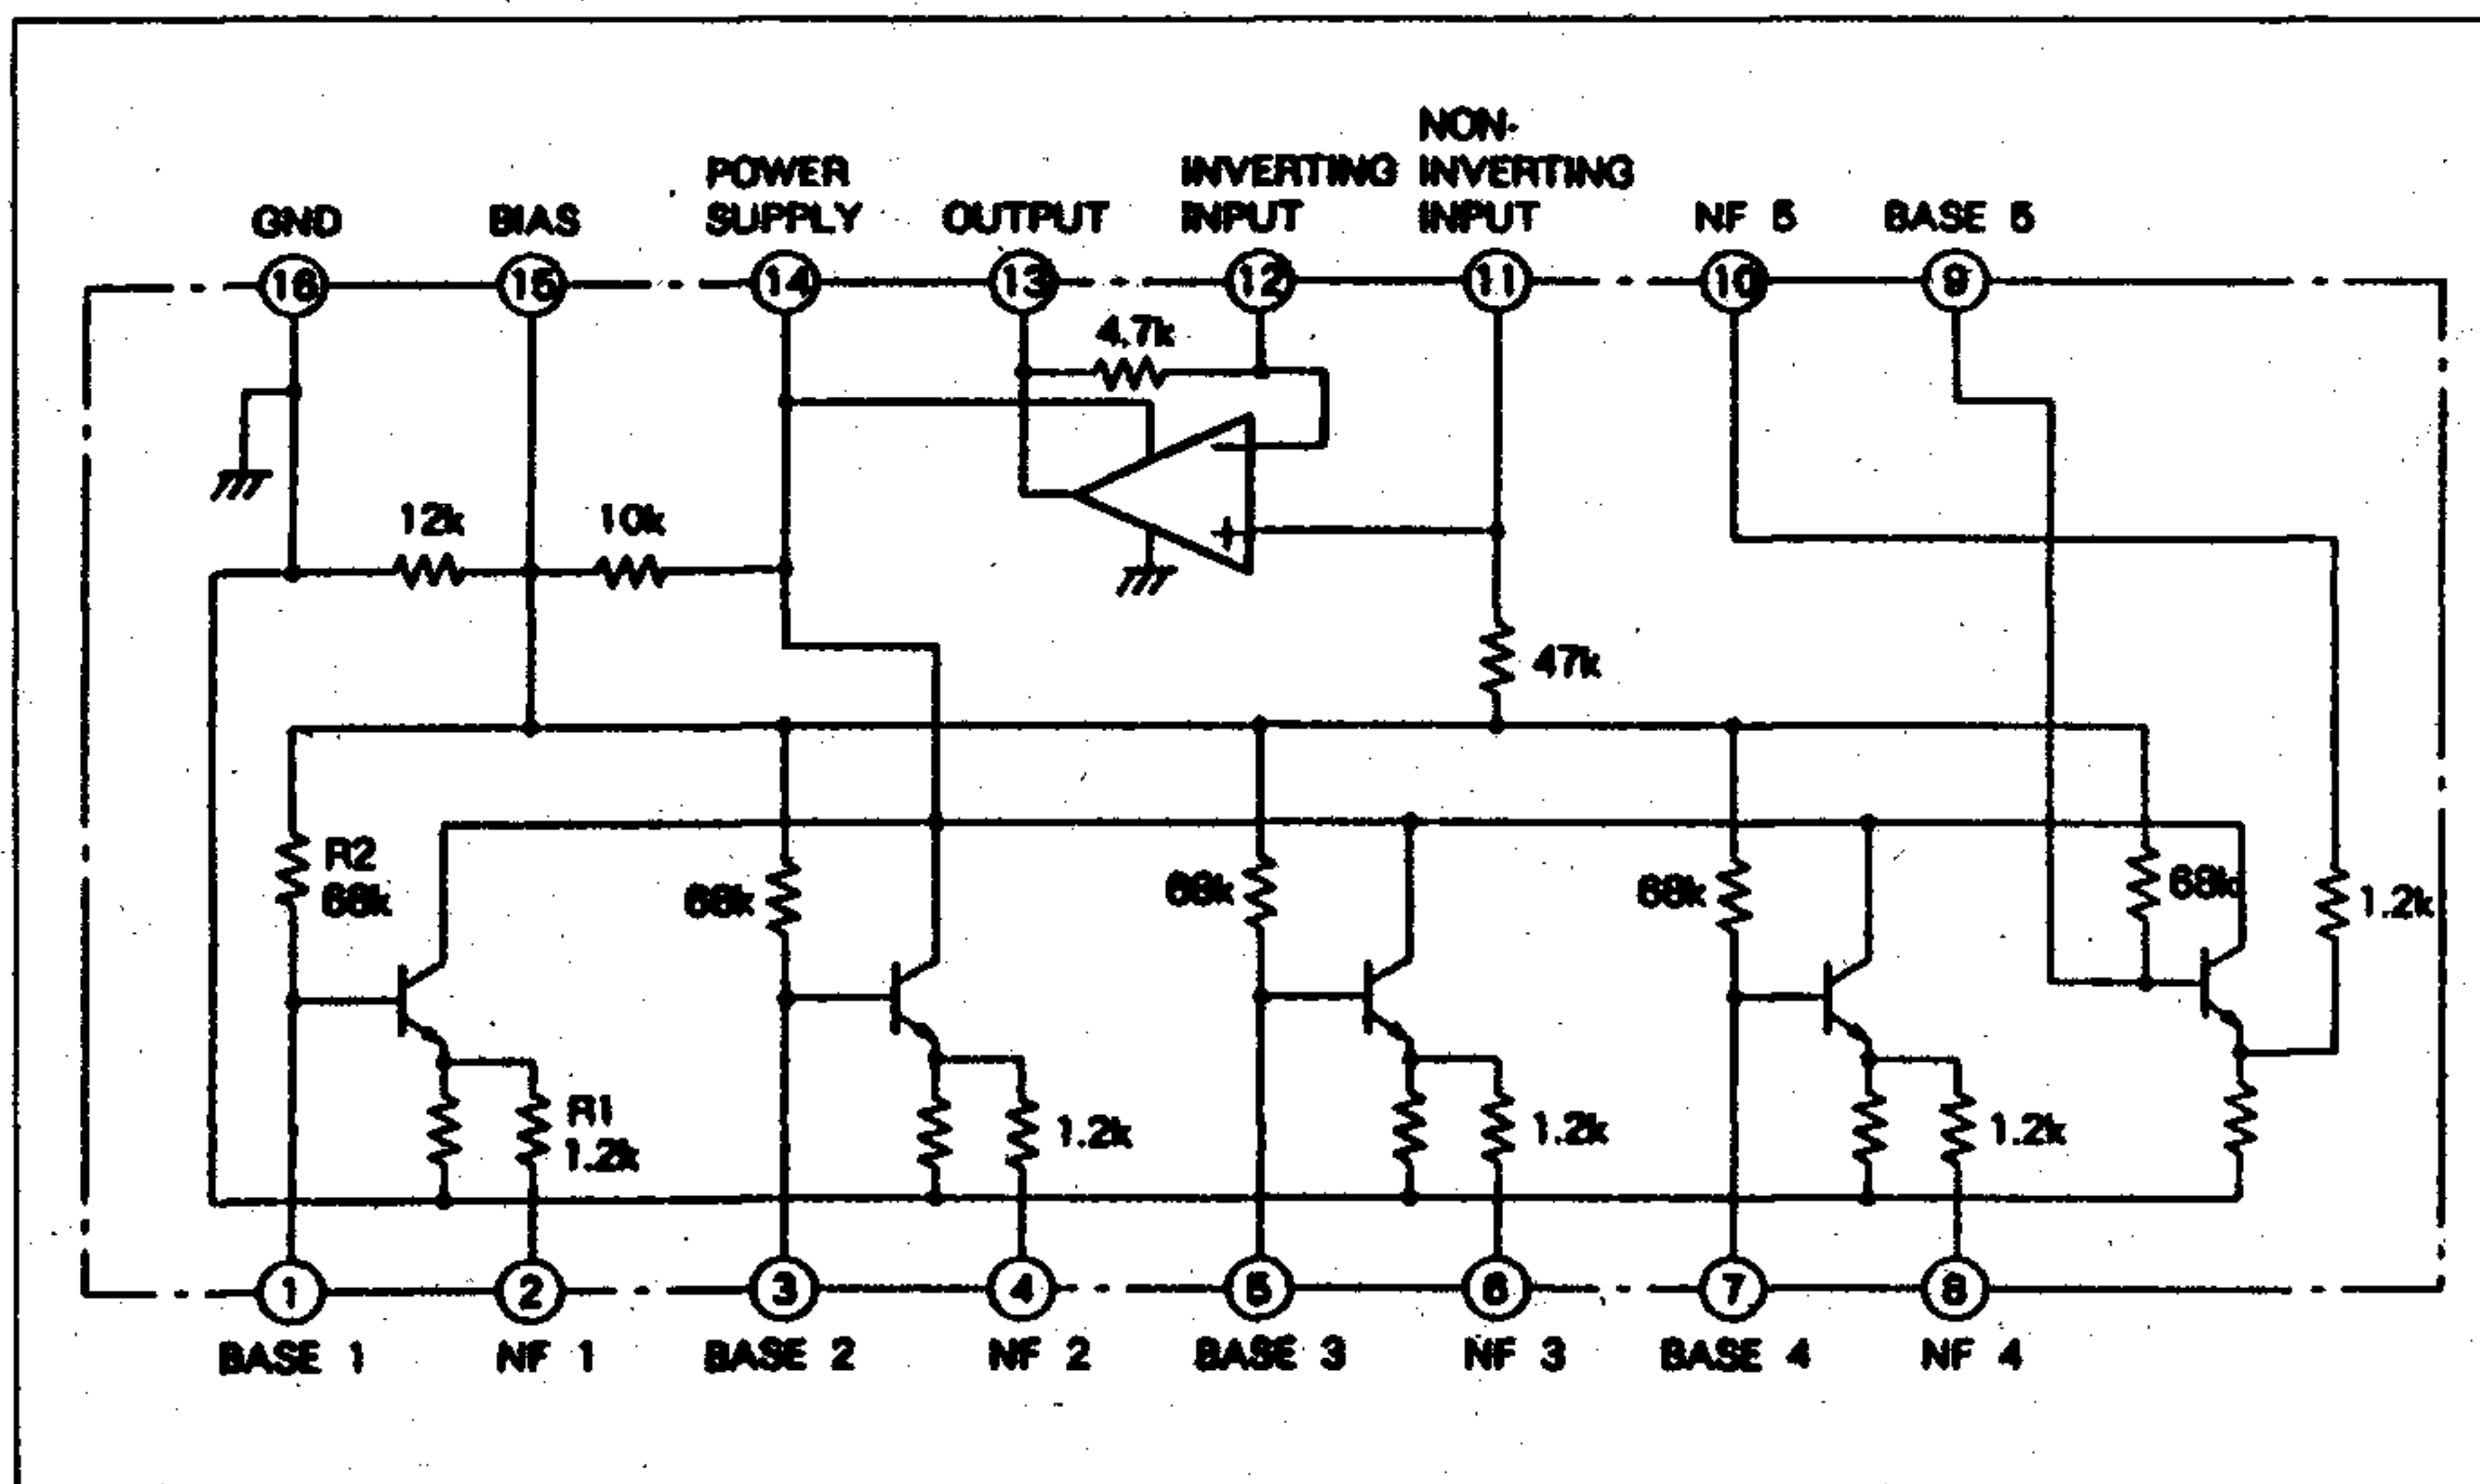 NON-
POWER INVERTING INVERTING
GND BIAS SUPPLY OUTPUT INPUT INPUT NF 5 BASE 5
16 15 14 13 12 11 10 9
4.7k
12k 10k
47k
R2
68k 68k 68k 68k 68k 1.2k
R1
1.2k 1.2k 1.2k 1.2k
1 2 3 4 5 6 7 8
BASE 1 NF 1 BASE 2 NF 2 BASE 3 NF 3 BASE 4 NF 4